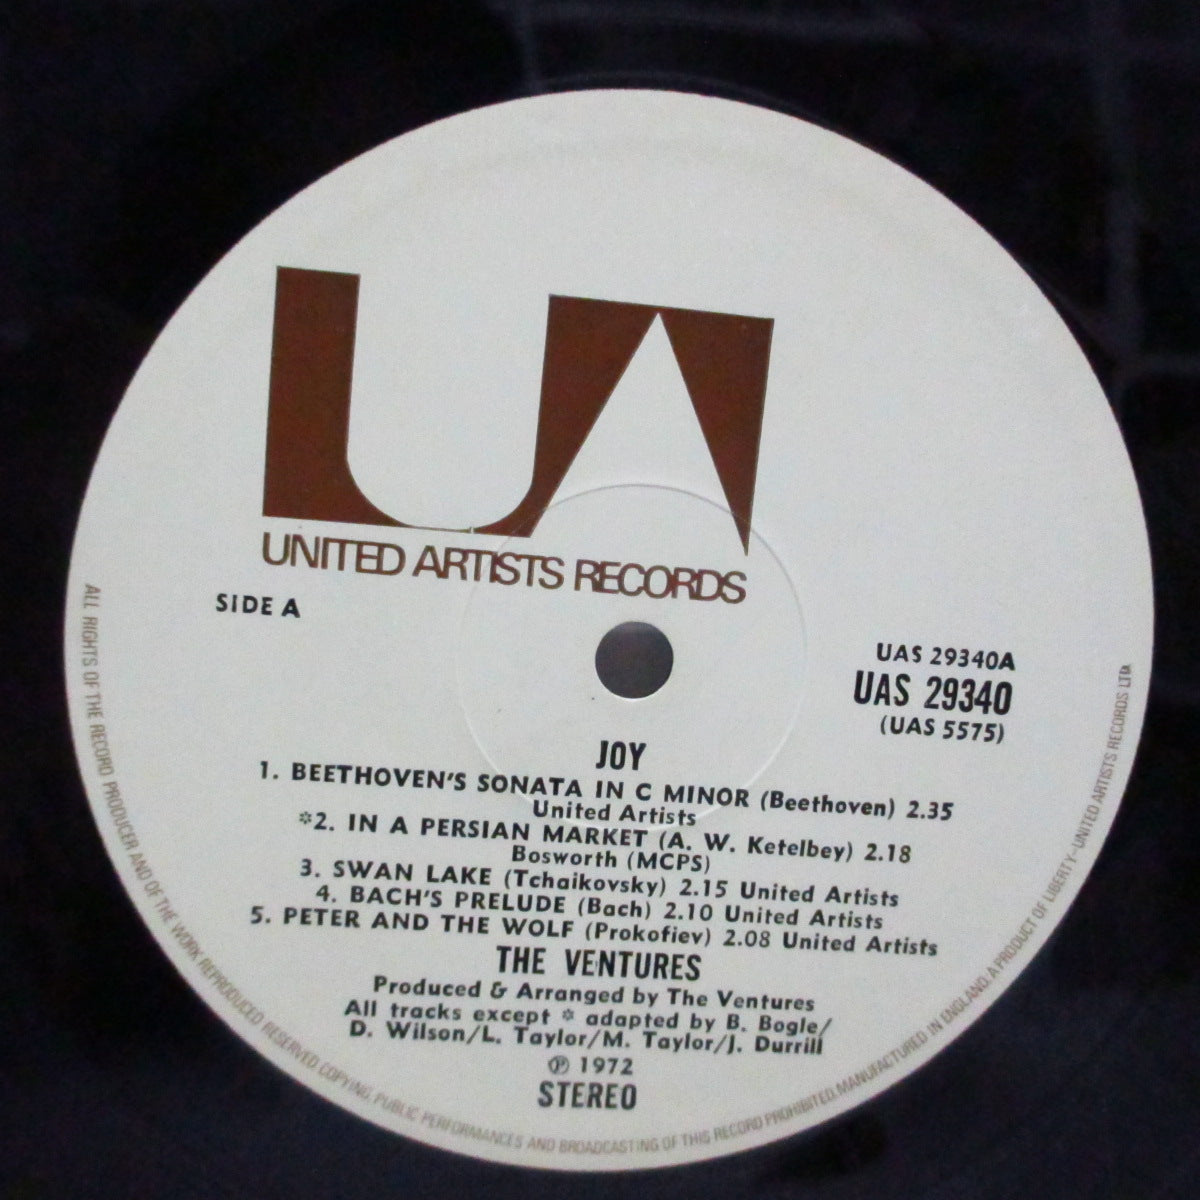 UA
UNITED ARTISTS RECORDS
SIDE A
UAS 29340A
UAS 29340
(UAS 5575)
JOY
1. BEETHOVEN'S SONATA IN C MINOR (Beethoven) 2.35
United Artists
*2. IN A PERSIAN MARKET (A. W. Ketelbey) 2.18
Bosworth (MCPS)
3. SWAN LAKE (Tchaikovsky) 2.15 United Artists
4. BACH'S PRELUDE (Bach) 2.10 United Artists
5. PETER AND THE WOLF (Prokofiev) 2.08 United Artists
THE VENTURES
Produced & Arranged by The Ventures
All tracks except * adapted by B. Bogle/
D. Wilson/L. Taylor/M. Taylor/J. Durrill
℗ 1972
STEREO
ALL RIGHTS OF THE RECORD PRODUCER AND OF THE WORK REPRODUCED RESERVED. COPYING, PUBLIC PERFORMANCES AND BROADCASTING OF THIS RECORD PROHIBITED. MANUFACTURED IN ENGLAND. A PRODUCT OF LIBERTY-UNITED ARTISTS RECORDS LTD.